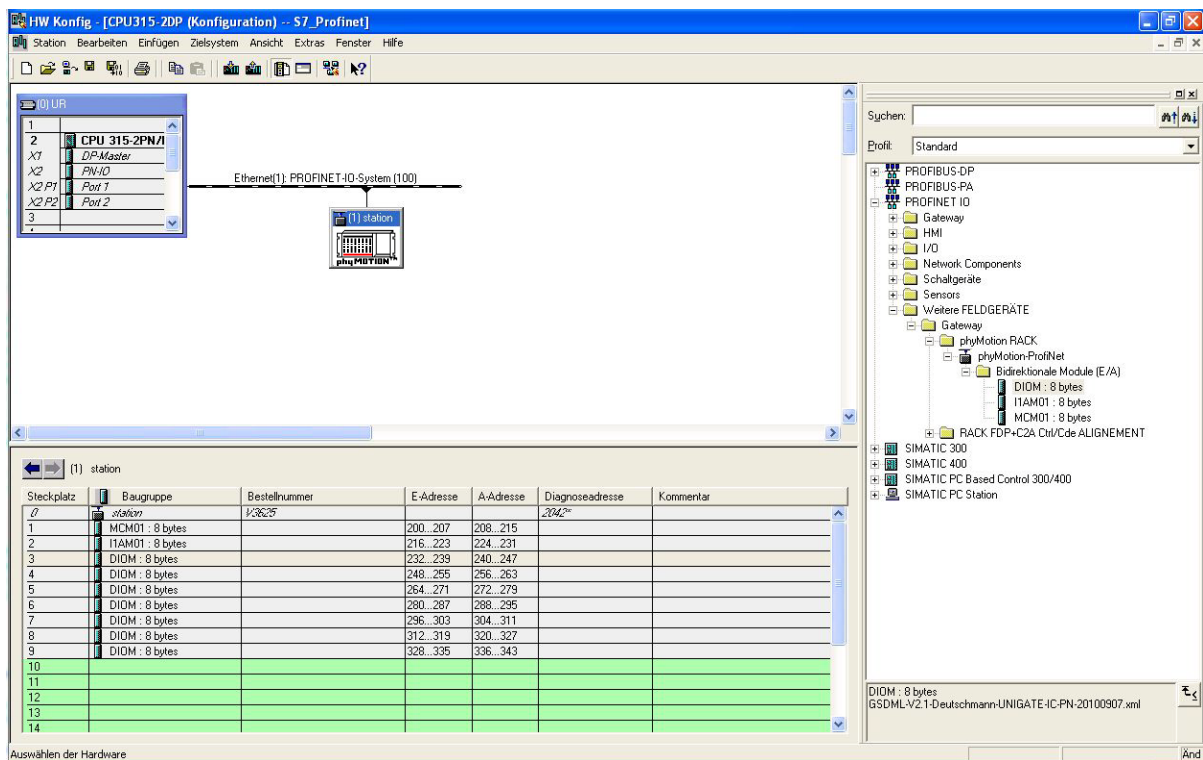 HW Konfig - [CPU315-2DP (Konfiguration) -- S7_Profinet]
Station Bearbeiten Einfügen Zielsystem Ansicht Extras Fenster Hilfe
(0) UR
1
2 CPU 315-2PN/
X1 DP-Master
X2 PN-IO
X2 P1 Port 1
X2 P2 Port 2
3
Ethernet(1): PROFINET-IO-System (100)
(1) station
phyMOTION™
Suchen:
Profil: Standard
PROFIBUS-DP
PROFIBUS-PA
PROFINET IO
Gateway
HMI
I/O
Network Components
Schaltgeräte
Sensors
Weitere FELDGERÄTE
Gateway
phyMotion RACK
phyMotion-ProfiNet
Bidirektionale Module (E/A)
DIOM : 8 bytes
I1AM01 : 8 bytes
MCM01 : 8 bytes
RACK FDP+C2A Ctrl/Cde ALIGNEMENT
SIMATIC 300
SIMATIC 400
SIMATIC PC Based Control 300/400
SIMATIC PC Station
(1) station
Steckplatz Baugruppe Bestellnummer E-Adresse A-Adresse Diagnoseadresse Kommentar
0 station V3625 2042*
1 MCM01 : 8 bytes 200...207 208...215
2 I1AM01 : 8 bytes 216...223 224...231
3 DIOM : 8 bytes 232...239 240...247
4 DIOM : 8 bytes 248...255 256...263
5 DIOM : 8 bytes 264...271 272...279
6 DIOM : 8 bytes 280...287 288...295
7 DIOM : 8 bytes 296...303 304...311
8 DIOM : 8 bytes 312...319 320...327
9 DIOM : 8 bytes 328...335 336...343
10
11
12
13
14
DIOM : 8 bytes
GSDML-V2.1-Deutschmann-UNIGATE-IC-PN-20100907.xml
Auswählen der Hardware
Änd